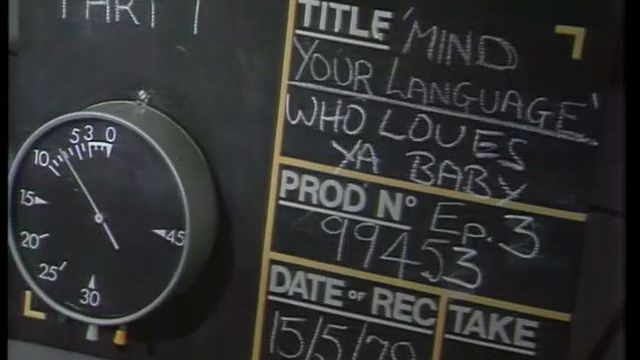 PART 1
TITLE 'MIND
YOUR LANGUAGE'
WHO LOVES
YA BABY
PROD Nº Ep. 3
99453
DATE OF REC TAKE
15/5/79
0
3
5
10
15
20
25
30
45